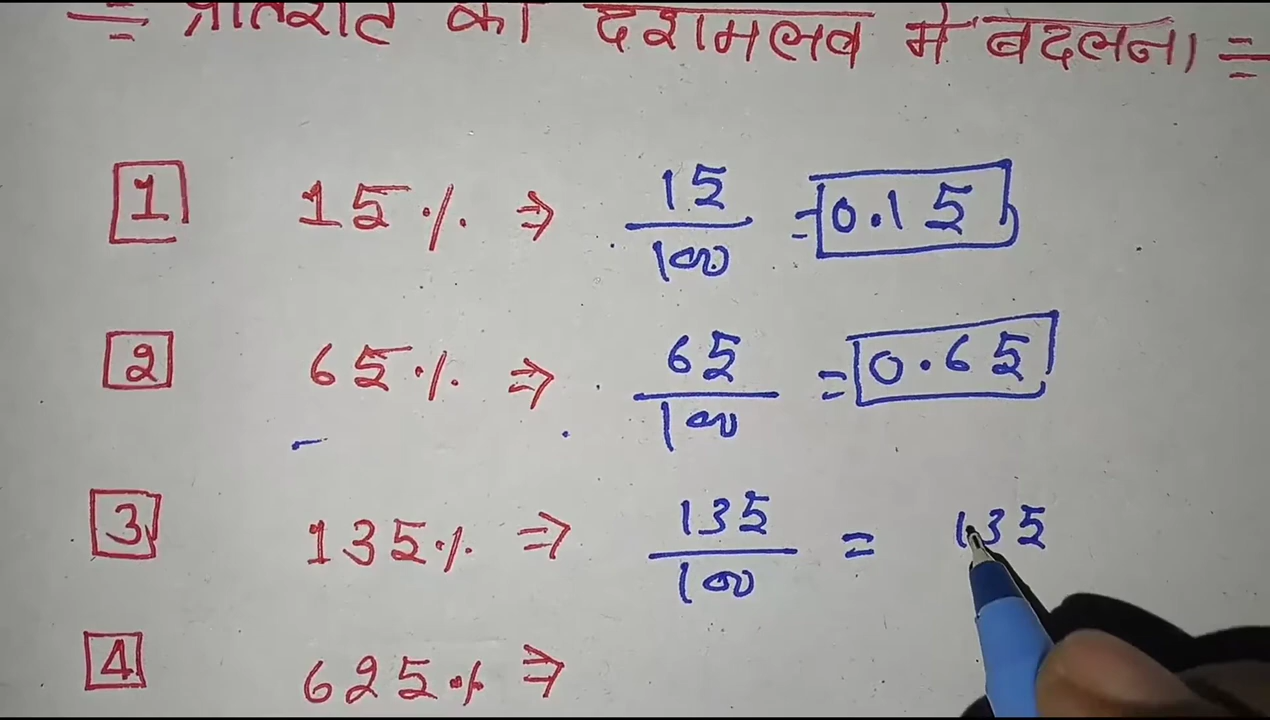 = प्रतिशत को दशमलव में बदलना =
1 15% ⇒ 15/100 = 0.15
2 65% ⇒ 65/100 = 0.65
3 135% ⇒ 135/100 = 135
4 625% ⇒